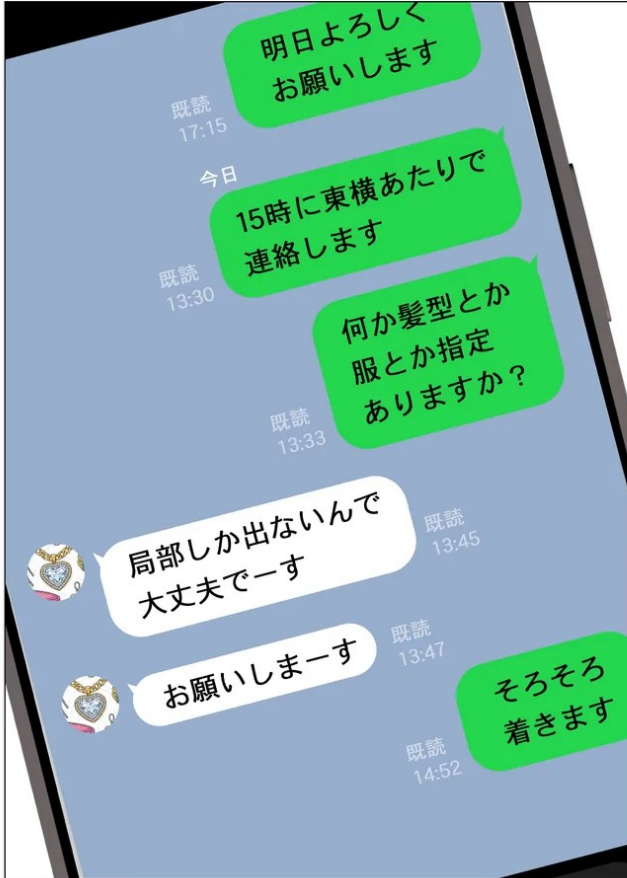 明日よろしく
お願いします
既読
17:15
今日
15時に東横あたりで
連絡します
既読
13:30
何か髪型とか
服とか指定
ありますか？
既読
13:33
局部しか出ないんで
大丈夫でーす
既読
13:45
お願いしまーす
既読
13:47
そろそろ
着きます
既読
14:52